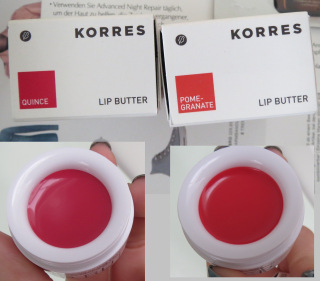 • Verwenden Sie Advanced Night Repair täglich,
um der Haut zu helfen
vergangener
KORRES
QUINCE
LIP BUTTER
KORRES
POME-
GRANATE
LIP BUTTER